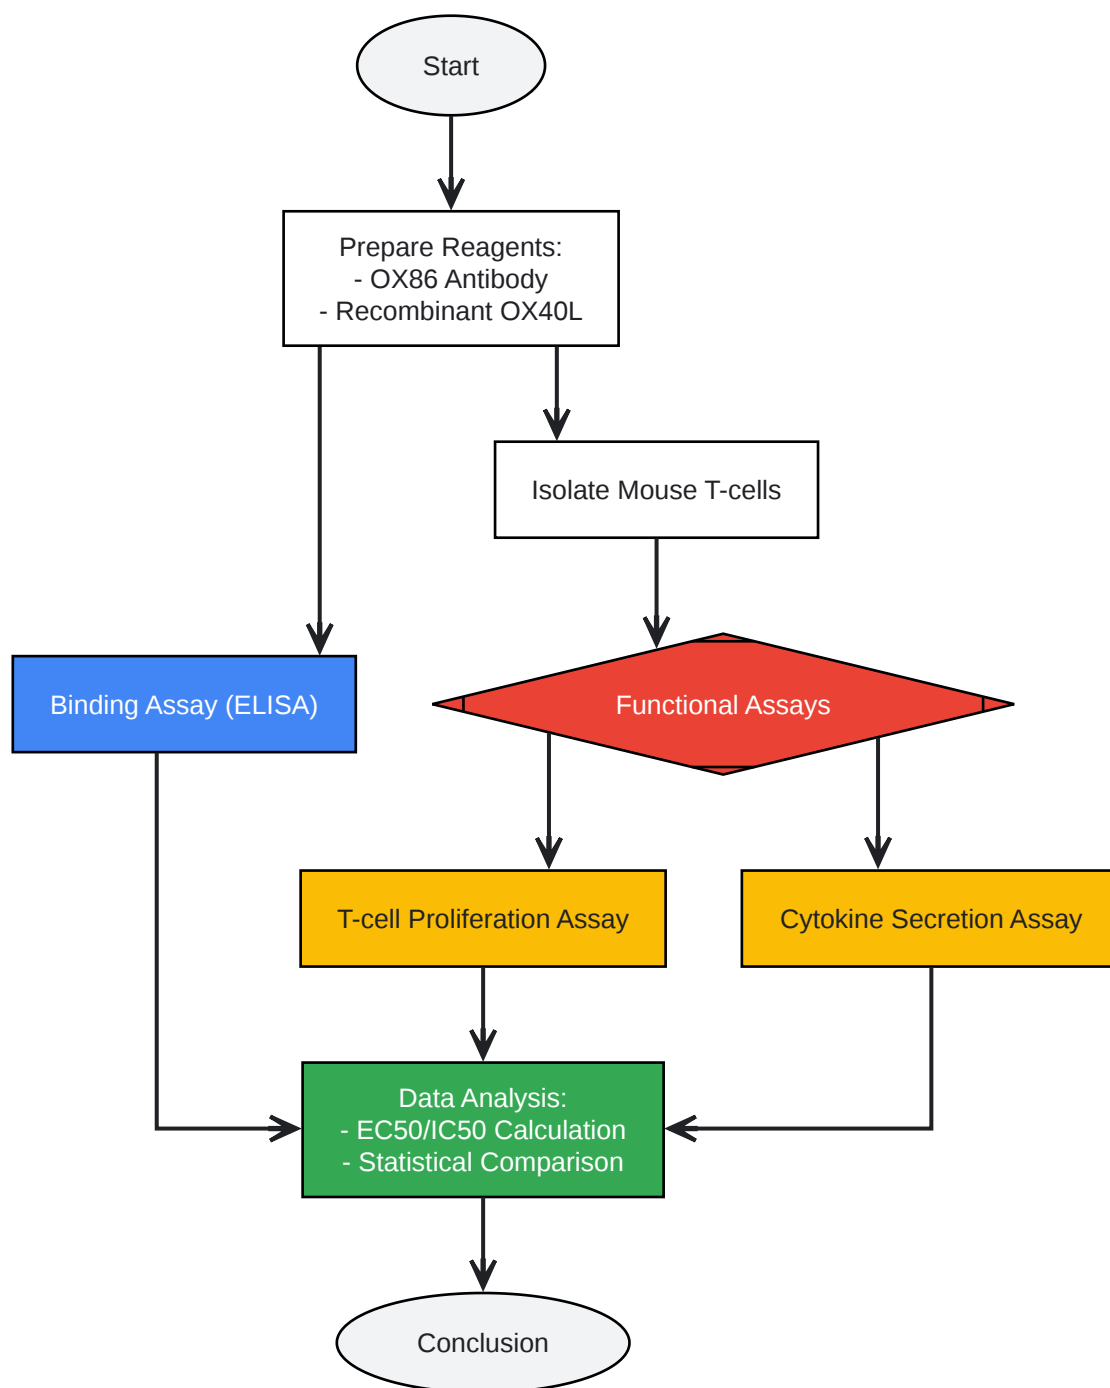 Start
Prepare Reagents:
- OX86 Antibody
- Recombinant OX40L
Isolate Mouse T-cells
Binding Assay (ELISA)
Functional Assays
T-cell Proliferation Assay
Cytokine Secretion Assay
Data Analysis:
- EC50/IC50 Calculation
- Statistical Comparison
Conclusion